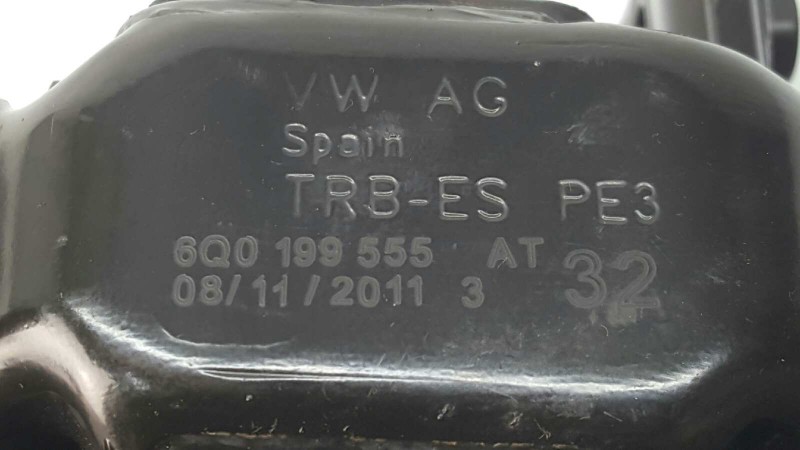 VW AG
Spain
TRB-ES PE3
6Q0 199 555 AT 32
08/11/2011 3